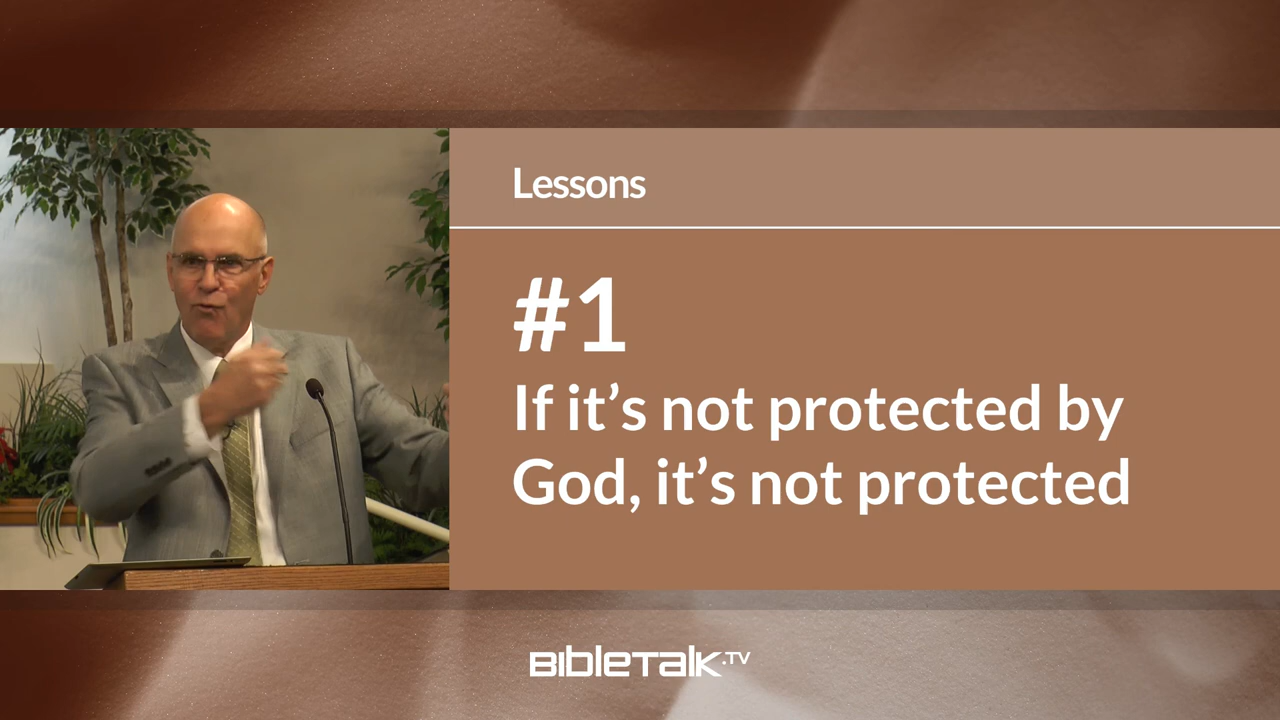 Lessons
#1
If it’s not protected by
God, it’s not protected
BibleTalk.TV